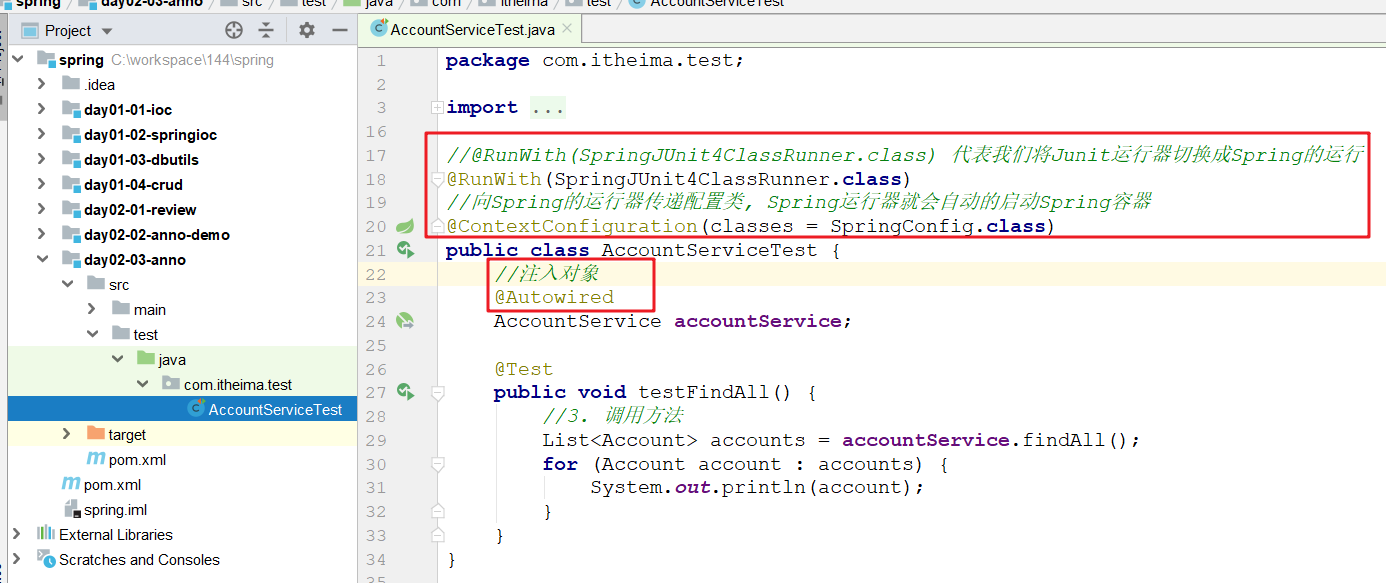 spring
day02-03-anno
src
test
java
com
itheima
test
AccountServiceTest
Project
AccountServiceTest.java
spring C:\workspace\144\spring
.idea
day01-01-ioc
day01-02-springioc
day01-03-dbutils
day01-04-crud
day02-01-review
day02-02-anno-demo
day02-03-anno
src
main
test
java
com.itheima.test
AccountServiceTest
target
pom.xml
pom.xml
spring.iml
External Libraries
Scratches and Consoles
1 package com.itheima.test;
2
3 import ...
16
17 //@RunWith(SpringJUnit4ClassRunner.class) 代表我们将Junit运行器切换成Spring的运行
18 @RunWith(SpringJUnit4ClassRunner.class)
19 //向Spring的运行器传递配置类, Spring运行器就会自动的启动Spring容器
20 @ContextConfiguration(classes = SpringConfig.class)
21 public class AccountServiceTest {
22 //注入对象
23 @Autowired
24 AccountService accountService;
25
26 @Test
27 public void testFindAll() {
28 //3. 调用方法
29 List<Account> accounts = accountService.findAll();
30 for (Account account : accounts) {
31 System.out.println(account);
32 }
33 }
34 }
35